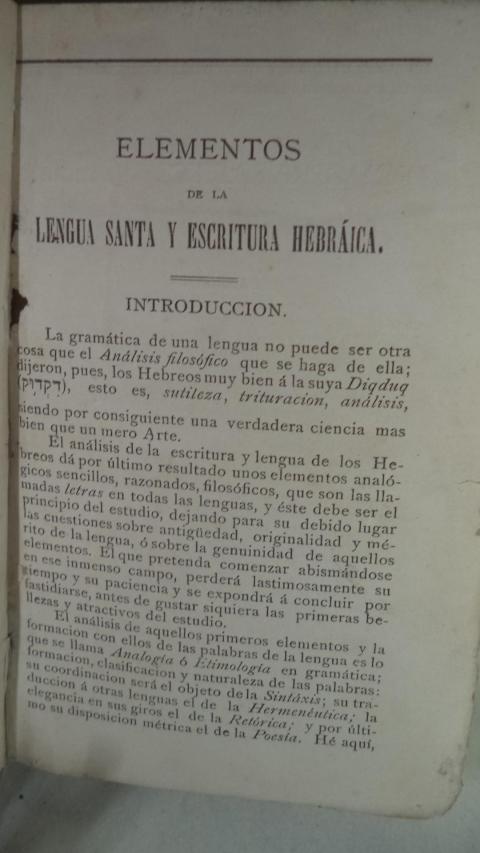 ELEMENTOS
DE LA
LENGUA SANTA Y ESCRITURA HEBRÁICA.
INTRODUCCION.
La gramática de una lengua no puede ser otra
cosa que el Análisis filosófico que se haga de ella;
dijeron, pues, los Hebreos muy bien á la suya Diqduq
(דִקְדוּק), esto es, sutileza, trituracion, análisis,
siendo por consiguiente una verdadera ciencia mas
bien que un mero Arte.
El análisis de la escritura y lengua de los He-
breos dá por último resultado unos elementos analó-
gicos sencillos, razonados, filosóficos, que son las lla-
madas letras en todas las lenguas, y éste debe ser el
principio del estudio, dejando para su debido lugar
las cuestiones sobre antigüedad, originalidad y mé-
rito de la lengua, ó sobre la genuinidad de aquellos
elementos. El que pretenda comenzar abismándose
en ese inmenso campo, perderá lastimosamente su
tiempo y su paciencia y se expondrá á concluir por
fastidiarse, antes de gustar siquiera las primeras be-
llezas y atractivos del estudio.
El análisis de aquellos primeros elementos y la
formacion con ellos de las palabras de la lengua es lo
que se llama Analogía ó Etimología en gramática;
formacion, clasificacion y naturaleza de las palabras:
su coordinacion será el objeto de la Sintáxis; su tra-
duccion á otras lenguas el de la Hermenéutica; la
elegancia en sus giros el de la Retórica; y por últi-
mo su disposicion métrica el de la Poesía. Hé aquí,